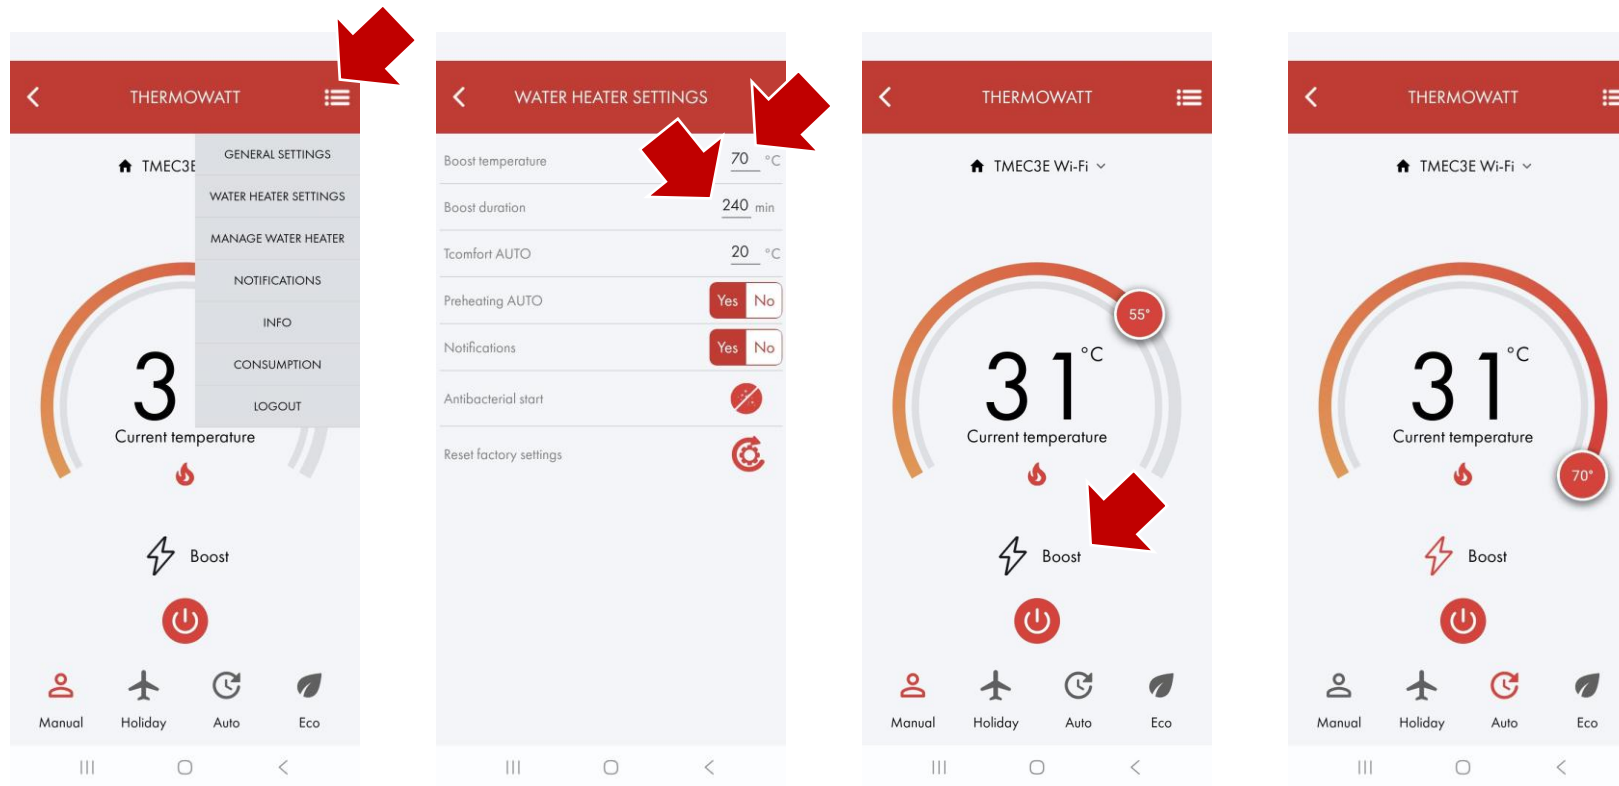 THERMOWATT
TMEC3E
GENERAL SETTINGS
WATER HEATER SETTINGS
MANAGE WATER HEATER
NOTIFICATIONS
INFO
CONSUMPTION
LOGOUT
3
Current temperature
Boost
Manual Holiday Auto Eco
WATER HEATER SETTINGS
Boost temperature 70 °C
Boost duration 240 min
Tcomfort AUTO 20 °C
Preheating AUTO Yes No
Notifications Yes No
Antibacterial start
Reset factory settings
THERMOWATT
TMEC3E Wi-Fi
55°
31 °C
Current temperature
Boost
Manual Holiday Auto Eco
THERMOWATT
TMEC3E Wi-Fi
31 °C
Current temperature
70°
Boost
Manual Holiday Auto Eco